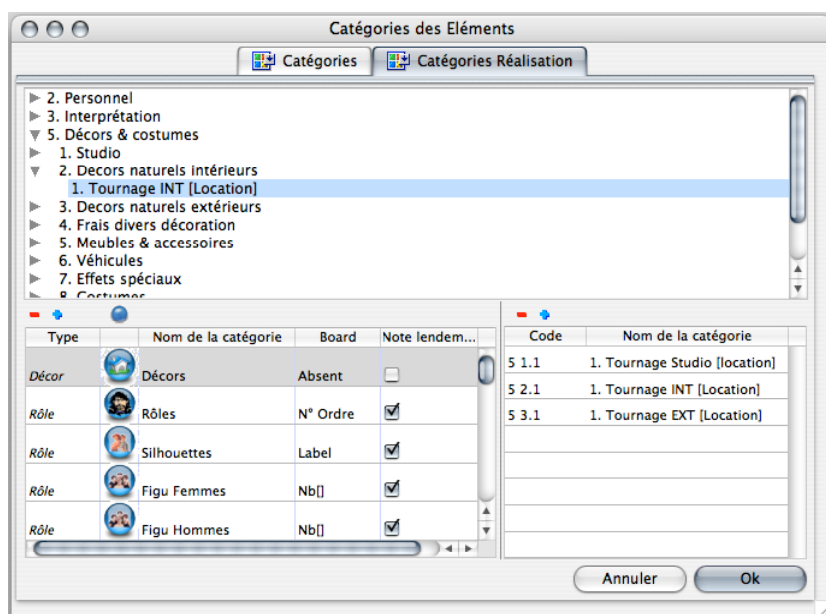 Catégories des Eléments
Catégories Catégories Réalisation
2. Personnel
3. Interprétation
5. Décors & costumes
1. Studio
2. Decors naturels intérieurs
1. Tournage INT [Location]
3. Decors naturels extérieurs
4. Frais divers décoration
5. Meubles & accessoires
6. Véhicules
7. Effets spéciaux
8. Costumes
Type Nom de la catégorie Board Note lendem...
Décor Décors Absent
Rôle Rôles N° Ordre
Rôle Silhouettes Label
Rôle Figu Femmes Nb[]
Rôle Figu Hommes Nb[]
Code Nom de la catégorie
5 1.1 1. Tournage Studio [location]
5 2.1 1. Tournage INT [Location]
5 3.1 1. Tournage EXT [Location]
Annuler Ok